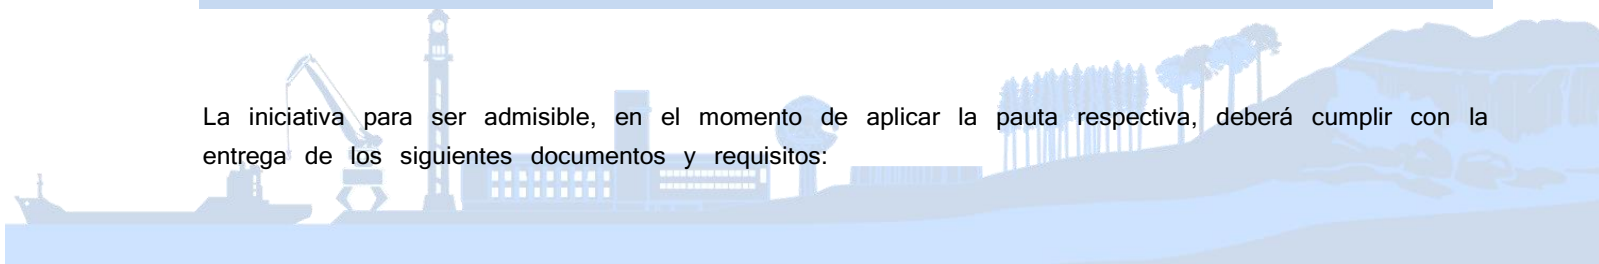 La iniciativa para ser admisible, en el momento de aplicar la pauta respectiva, deberá cumplir con la
entrega de los siguientes documentos y requisitos: